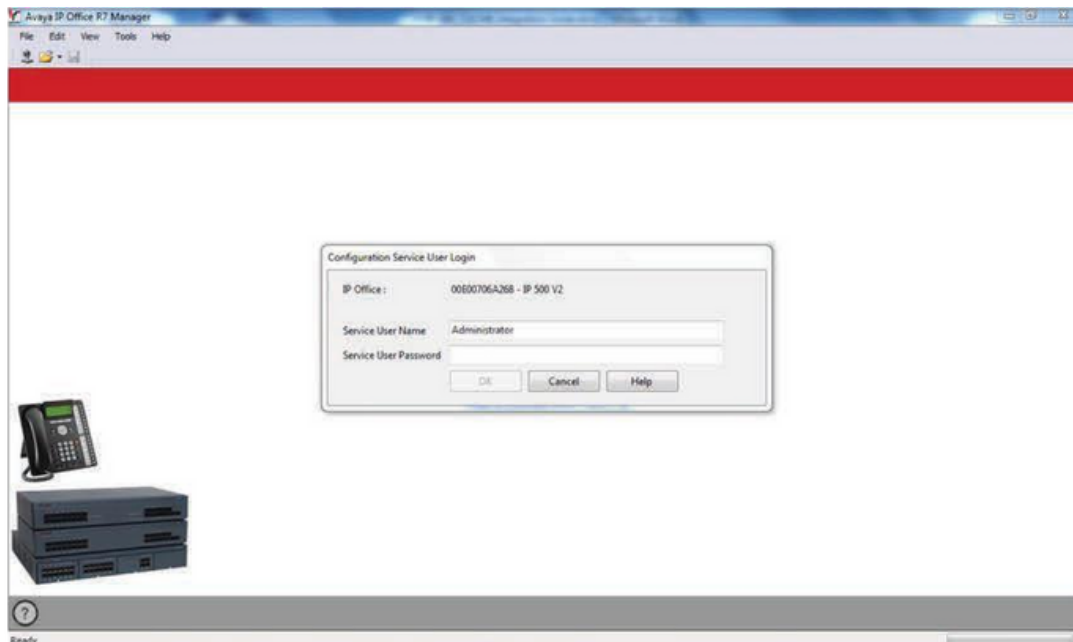 Avaya IP Office R7 Manager
File Edit View Tools Help
Configuration Service User Login
IP Office : 00E00706A26B - IP 500 V2
Service User Name Administrator
Service User Password
OK Cancel Help
?
Ready